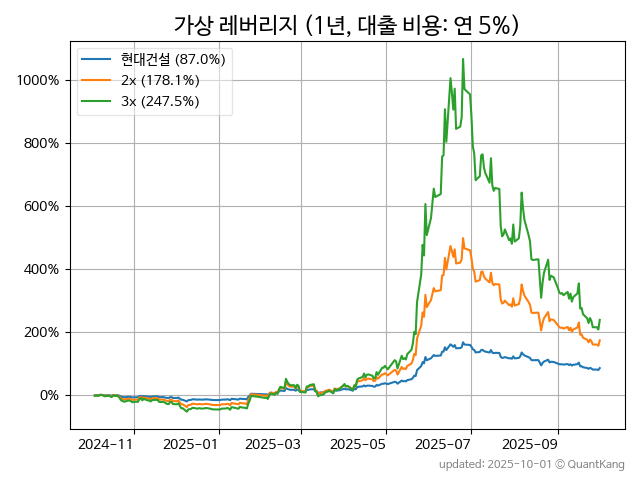 가상 레버리지 (1년, 대출 비용: 연 5%)
현대건설 (87.0%)
2x (178.1%)
3x (247.5%)
1000%
800%
600%
400%
200%
0%
2024-11 2025-01 2025-03 2025-05 2025-07 2025-09
updated: 2025-10-01 © QuantKang